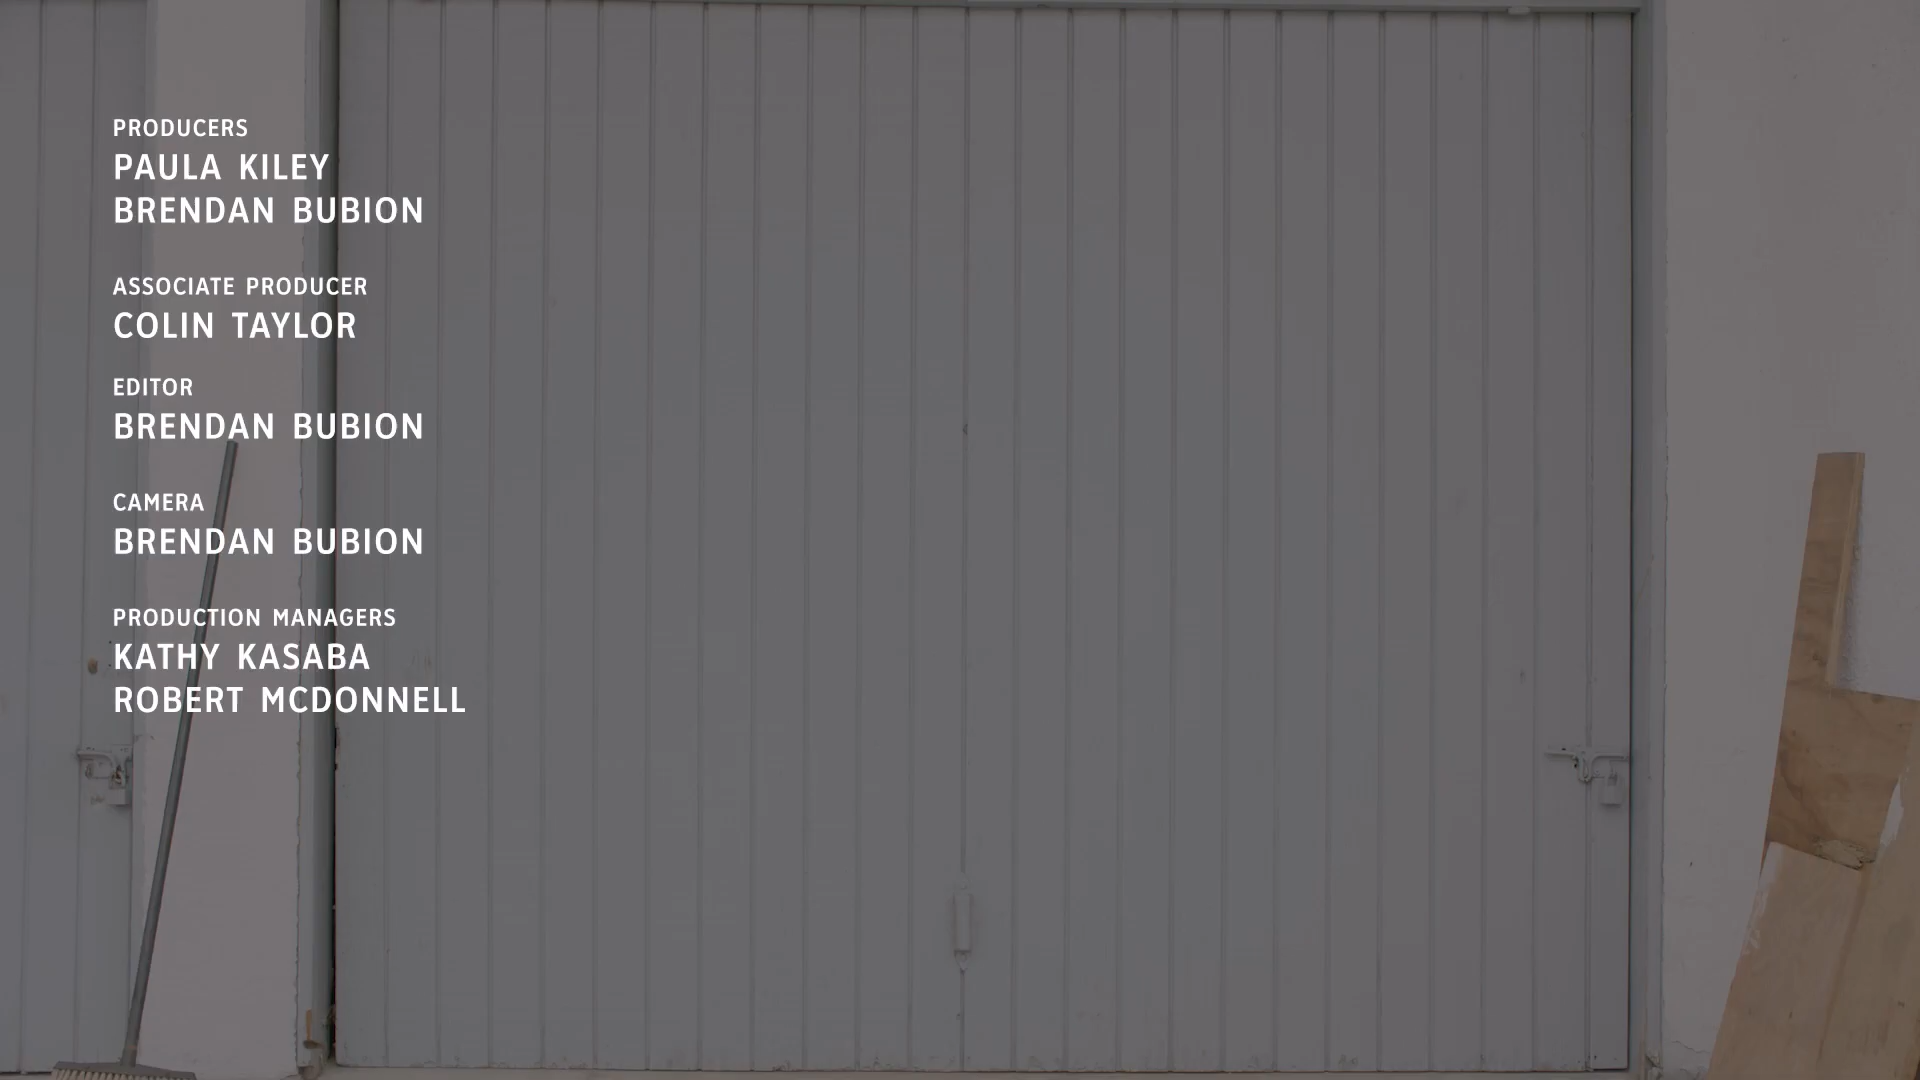 PRODUCERS
PAULA KILEY
BRENDAN BUBION
ASSOCIATE PRODUCER
COLIN TAYLOR
EDITOR
BRENDAN BUBION
CAMERA
BRENDAN BUBION
PRODUCTION MANAGERS
KATHY KASABA
ROBERT MCDONNELL